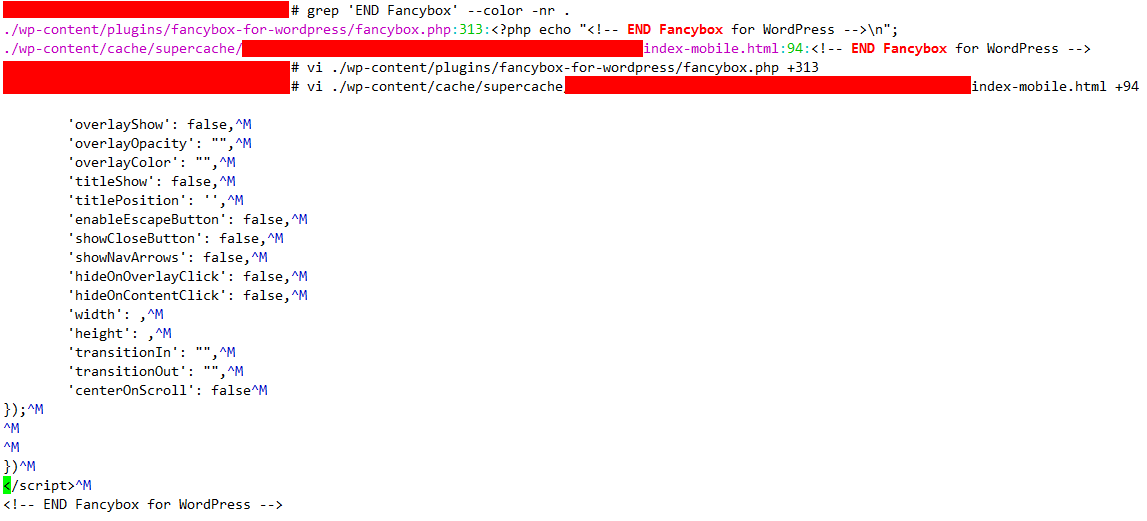 # grep 'END Fancybox' --color -nr .
./wp-content/plugins/fancybox-for-wordpress/fancybox.php:313:<?php echo "<!-- END Fancybox for WordPress -->\n";
./wp-content/cache/supercache/ index-mobile.html:94:<!-- END Fancybox for WordPress -->
# vi ./wp-content/plugins/fancybox-for-wordpress/fancybox.php +313
# vi ./wp-content/cache/supercache/ index-mobile.html +94
'overlayShow': false,^M
'overlayOpacity': "",^M
'overlayColor': "",^M
'titleShow': false,^M
'titlePosition': '',^M
'enableEscapeButton': false,^M
'showCloseButton': false,^M
'showNavArrows': false,^M
'hideOnOverlayClick': false,^M
'hideOnContentClick': false,^M
'width': ,^M
'height': ,^M
'transitionIn': "",^M
'transitionOut': "",^M
'centerOnScroll': false^M
});^M
^M
^M
})^M
</script>^M
<!-- END Fancybox for WordPress -->